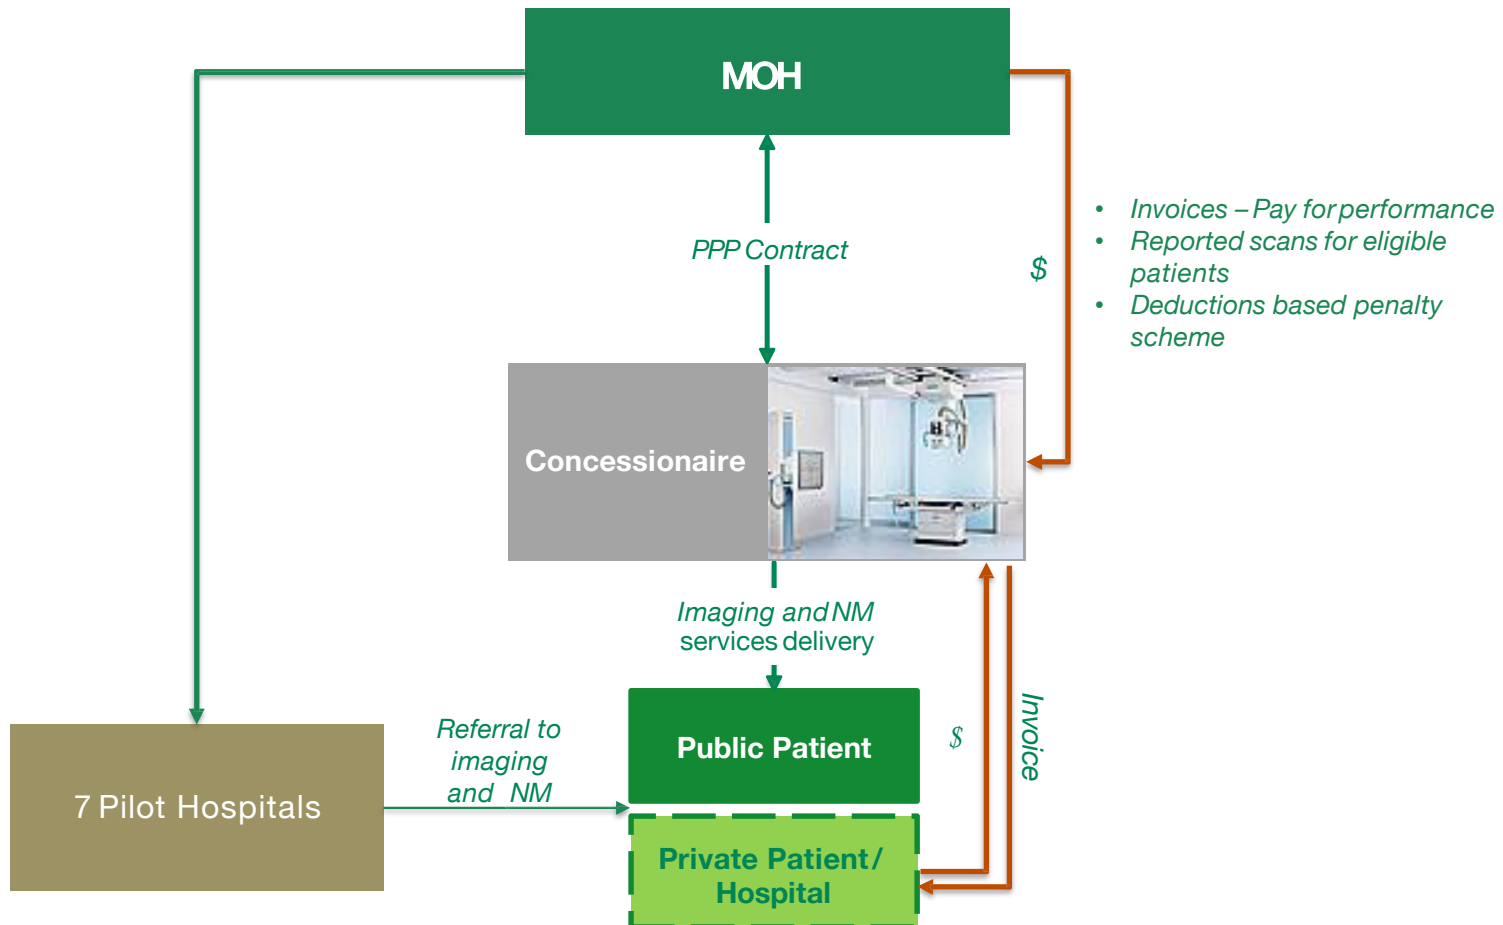 MOH
PPP Contract
$
• Invoices – Pay for performance
• Reported scans for eligible
patients
• Deductions based penalty
scheme
Concessionaire
Imaging and NM
services delivery
Referral to
imaging
and NM
Public Patient
$
Invoice
7 Pilot Hospitals
Private Patient /
Hospital